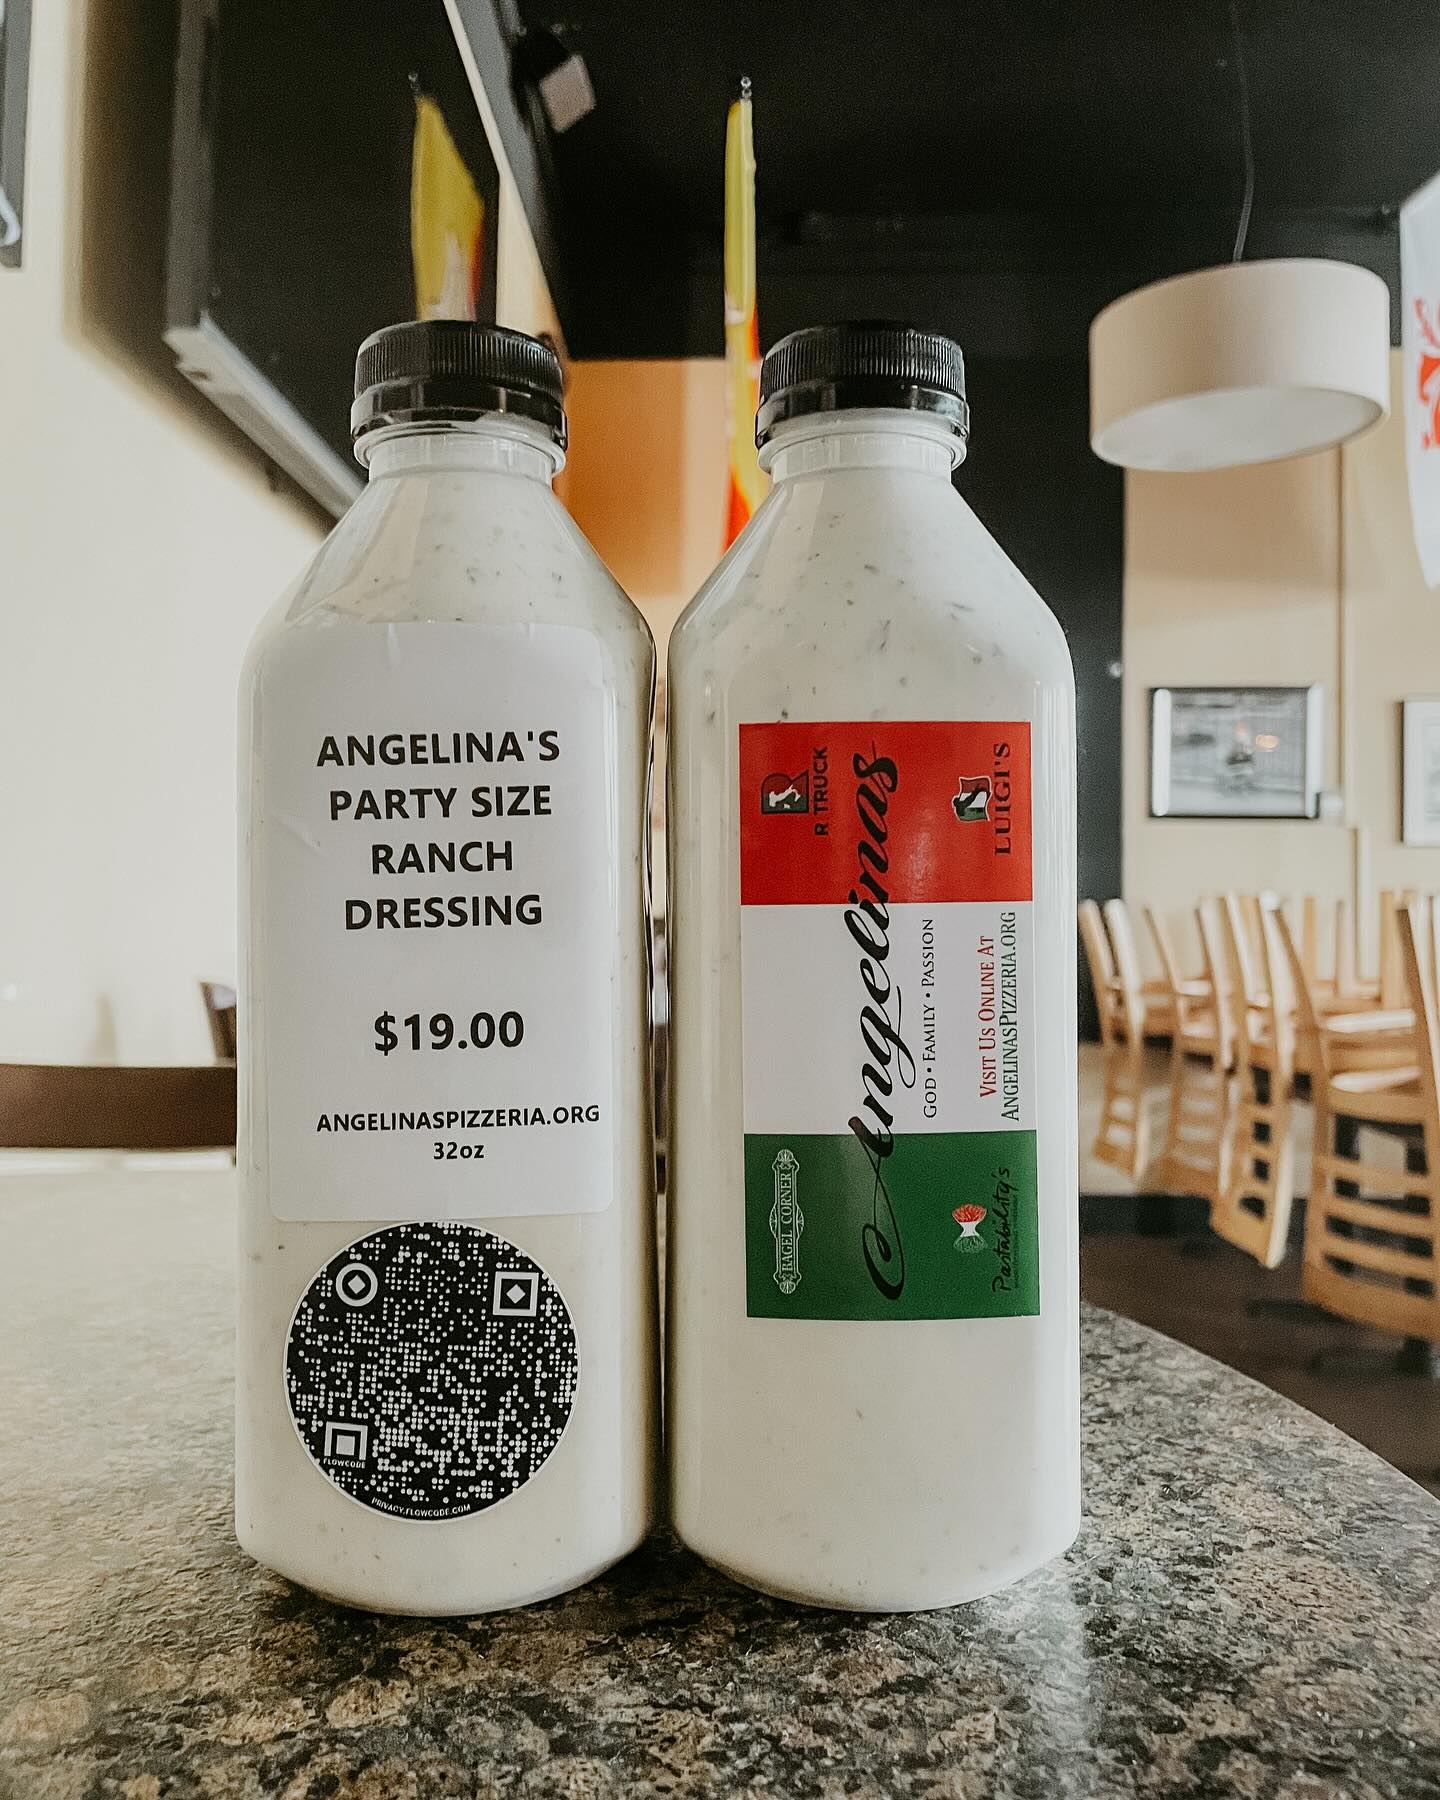 ANGELINA'S
PARTY SIZE
RANCH
DRESSING
$19.00
ANGELINASPIZZERIA.ORG
32oz
FLOWCODE
PRIVACY.FLOWCODE.COM
BAGEL CORNER
R TRUCK
Angelinas
GOD • FAMILY • PASSION
VISIT US ONLINE AT
ANGELINASPIZZERIA.ORG
Pastability's
LUIGI'S